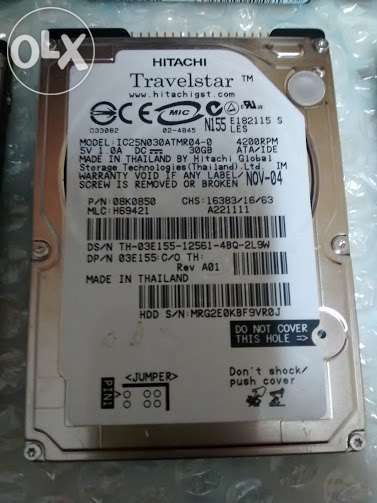 OLX
HITACHI
Travelstar ™
www.hitachigst.com
D33082
MIC
02-4845
N155 E182115 S
LES
MODEL: IC25N030ATMR04-0 4200RPM
5V 1.0A DC 30GB ATA/IDE
MADE IN THAILAND BY Hitachi Global
Storage Technologies(Thailand) Ltd. IM
WARRANTY VOID IF LABEL OR ANY
SCREW IS REMOVED OR BROKEN NOV-04
P/N: 08K0850 CHS: 16383/16/63
MLC: H69421 A221111
DS/N TH-03E155-12561-4BQ-2L9W
DP/N 03E155 C/O TH:
Rev A01
MADE IN THAILAND
HDD S/N: MRG2E0KBF9VR0J
DO NOT COVER
THIS HOLE
<JUMPER>
PIN1
Don't shock/
push cover